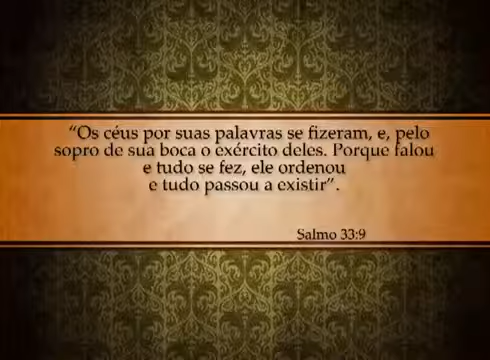 “Os céus por suas palavras se fizeram, e, pelo
sopro de sua boca o exército deles. Porque falou
e tudo se fez, ele ordenou
e tudo passou a existir”.
Salmo 33:9